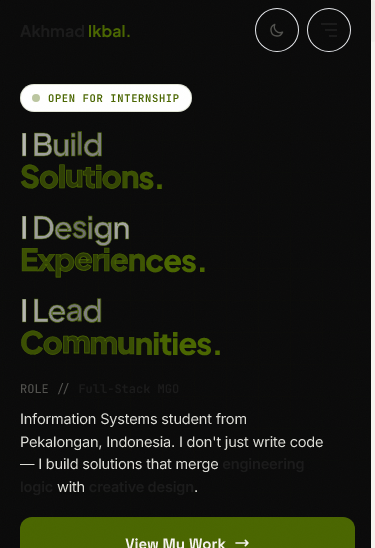 Akhmad Ikbal.
OPEN FOR INTERNSHIP
I Build
Solutions.
I Design
Experiences.
I Lead
Communities.
ROLE // Full-Stack MGO
Information Systems student from
Pekalongan, Indonesia. I don't just write code
— I build solutions that merge engineering
logic with creative design.
View My Work →